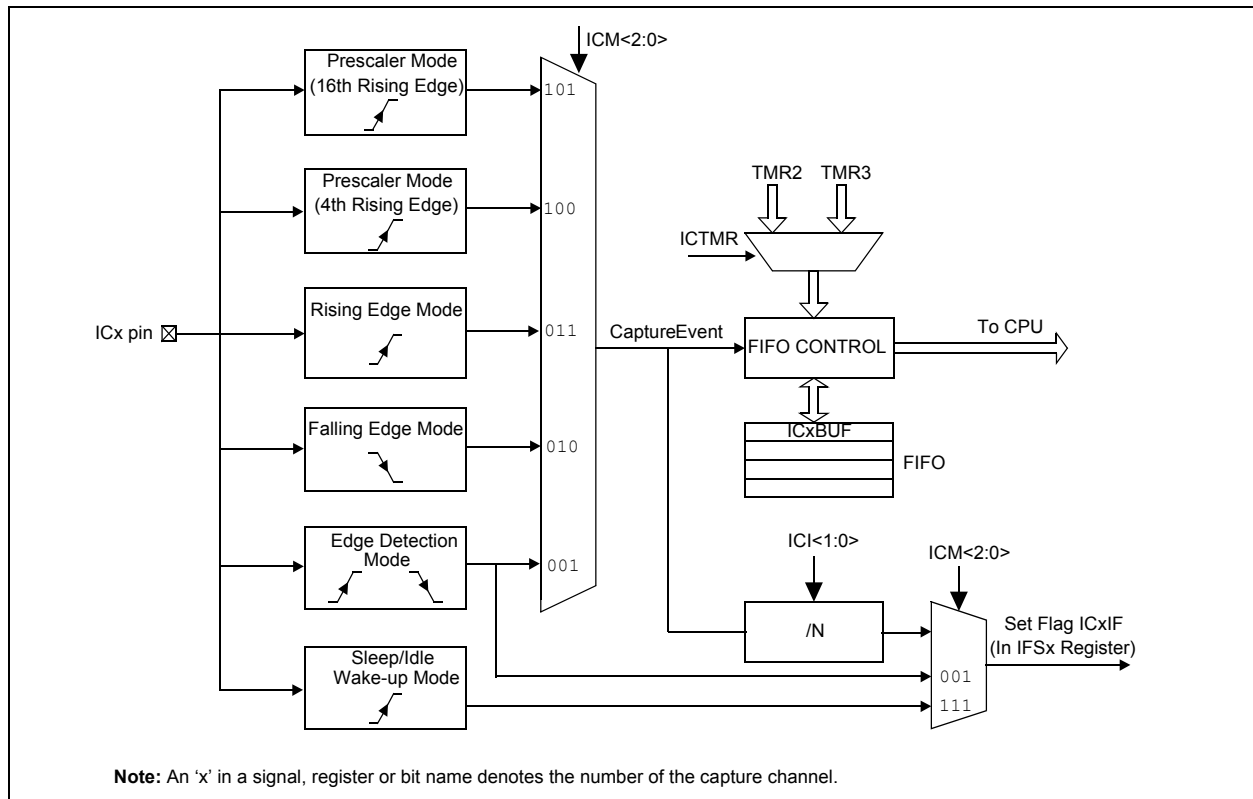 ICM<2:0>
Prescaler Mode
(16th Rising Edge)
101
Prescaler Mode
(4th Rising Edge)
100
TMR2
TMR3
ICTMR
ICx pin
Rising Edge Mode
011
CaptureEvent
FIFO CONTROL
To CPU
Falling Edge Mode
010
ICxBUF
FIFO
Edge Detection
Mode
001
ICI<1:0>
ICM<2:0>
/N
Set Flag ICxIF
(In IFSx Register)
Sleep/Idle
Wake-up Mode
001
111
Note: An ‘x’ in a signal, register or bit name denotes the number of the capture channel.